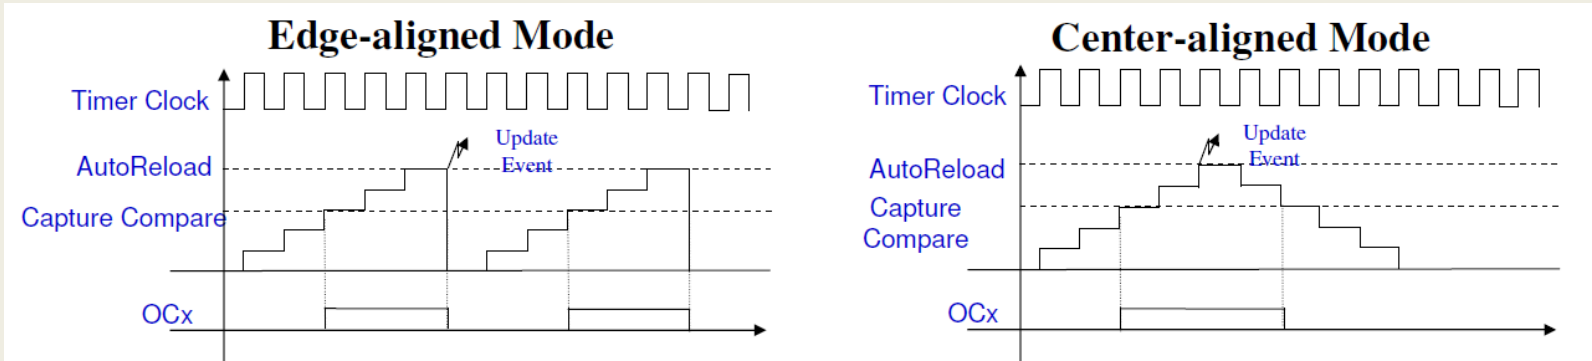 Edge-aligned Mode
Timer Clock
Update
Event
AutoReload
Capture Compare
OCx
Center-aligned Mode
Timer Clock
Update
Event
AutoReload
Capture
Compare
OCx